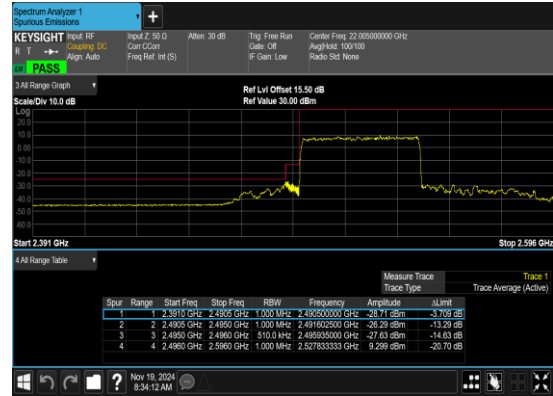 Spectrum Analyzer 1
Spurious Emissions
+
KEYSIGHT Input: RF Input Z: 50 Ω Atten: 30 dB Trig: Free Run Center Freq: 22.005000000 GHz
R T Coupling: DC Corr CCorr Gate: Off Avg|Hold: 100/100
Align: Auto Freq Ref: Int (S) IF Gain: Low Radio Std: None
PASS
3 All Range Graph
Ref Lvl Offset 15.50 dB
Scale/Div 10.0 dB Ref Value 30.00 dBm
Log
20.0
10.0
0.00
-10.0
-20.0
-30.0
-40.0
-50.0
-60.0
Start 2.391 GHz Stop 2.596 GHz
4 All Range Table
Measure Trace Trace 1
Trace Type Trace Average (Active)
Spur Range Start Freq Stop Freq RBW Frequency Amplitude ΔLimit
1 1 2.3910 GHz 2.4905 GHz 1.000 MHz 2.490500000 GHz -28.71 dBm -3.709 dB
2 2 2.4905 GHz 2.4950 GHz 1.000 MHz 2.491602500 GHz -26.29 dBm -13.29 dB
3 3 2.4950 GHz 2.4960 GHz 510.0 kHz 2.495935000 GHz -27.63 dBm -14.63 dB
4 4 2.4960 GHz 2.5960 GHz 1.000 MHz 2.527833333 GHz 9.299 dBm -20.70 dB
?
Nov 19, 2024
8:34:12 AM